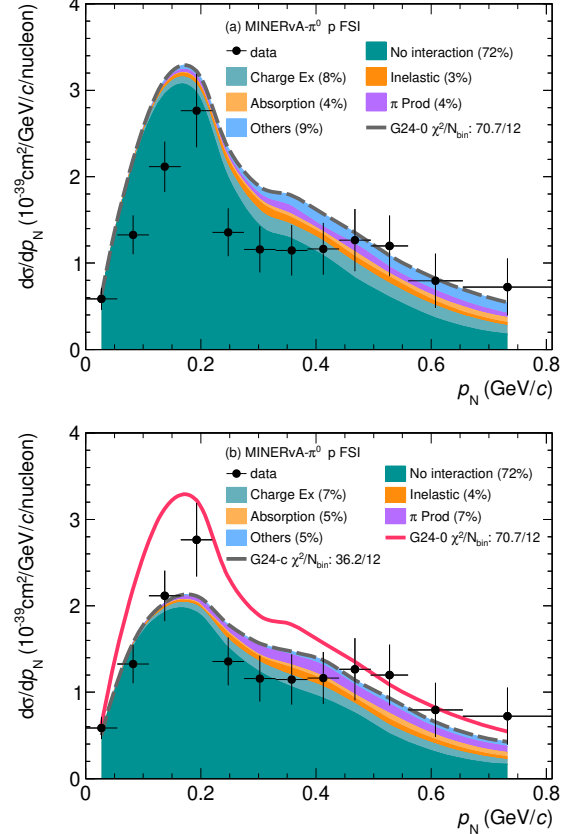 (a) MINERvA-π⁰ p FSI
data
No interaction (72%)
Charge Ex (8%)
Inelastic (3%)
Absorption (4%)
π Prod (4%)
Others (9%)
G24-0 χ²/N_bin: 70.7/12
dσ/dp_N (10⁻³⁹cm²/GeV/c/nucleon)
4
3
2
1
0
0 0.2 0.4 0.6 0.8
p_N (GeV/c)
(b) MINERvA-π⁰ p FSI
data
No interaction (72%)
Charge Ex (7%)
Inelastic (4%)
Absorption (5%)
π Prod (7%)
Others (5%)
G24-0 χ²/N_bin: 70.7/12
G24-c χ²/N_bin: 36.2/12
dσ/dp_N (10⁻³⁹cm²/GeV/c/nucleon)
4
3
2
1
0
0 0.2 0.4 0.6 0.8
p_N (GeV/c)